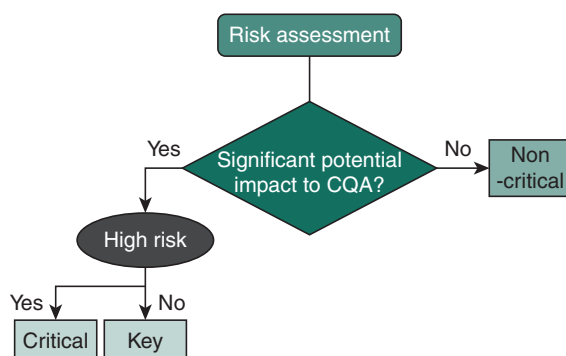 Risk assessment
Significant potential
impact to CQA?
Yes
No
Non
-critical
High risk
Yes
No
Critical
Key